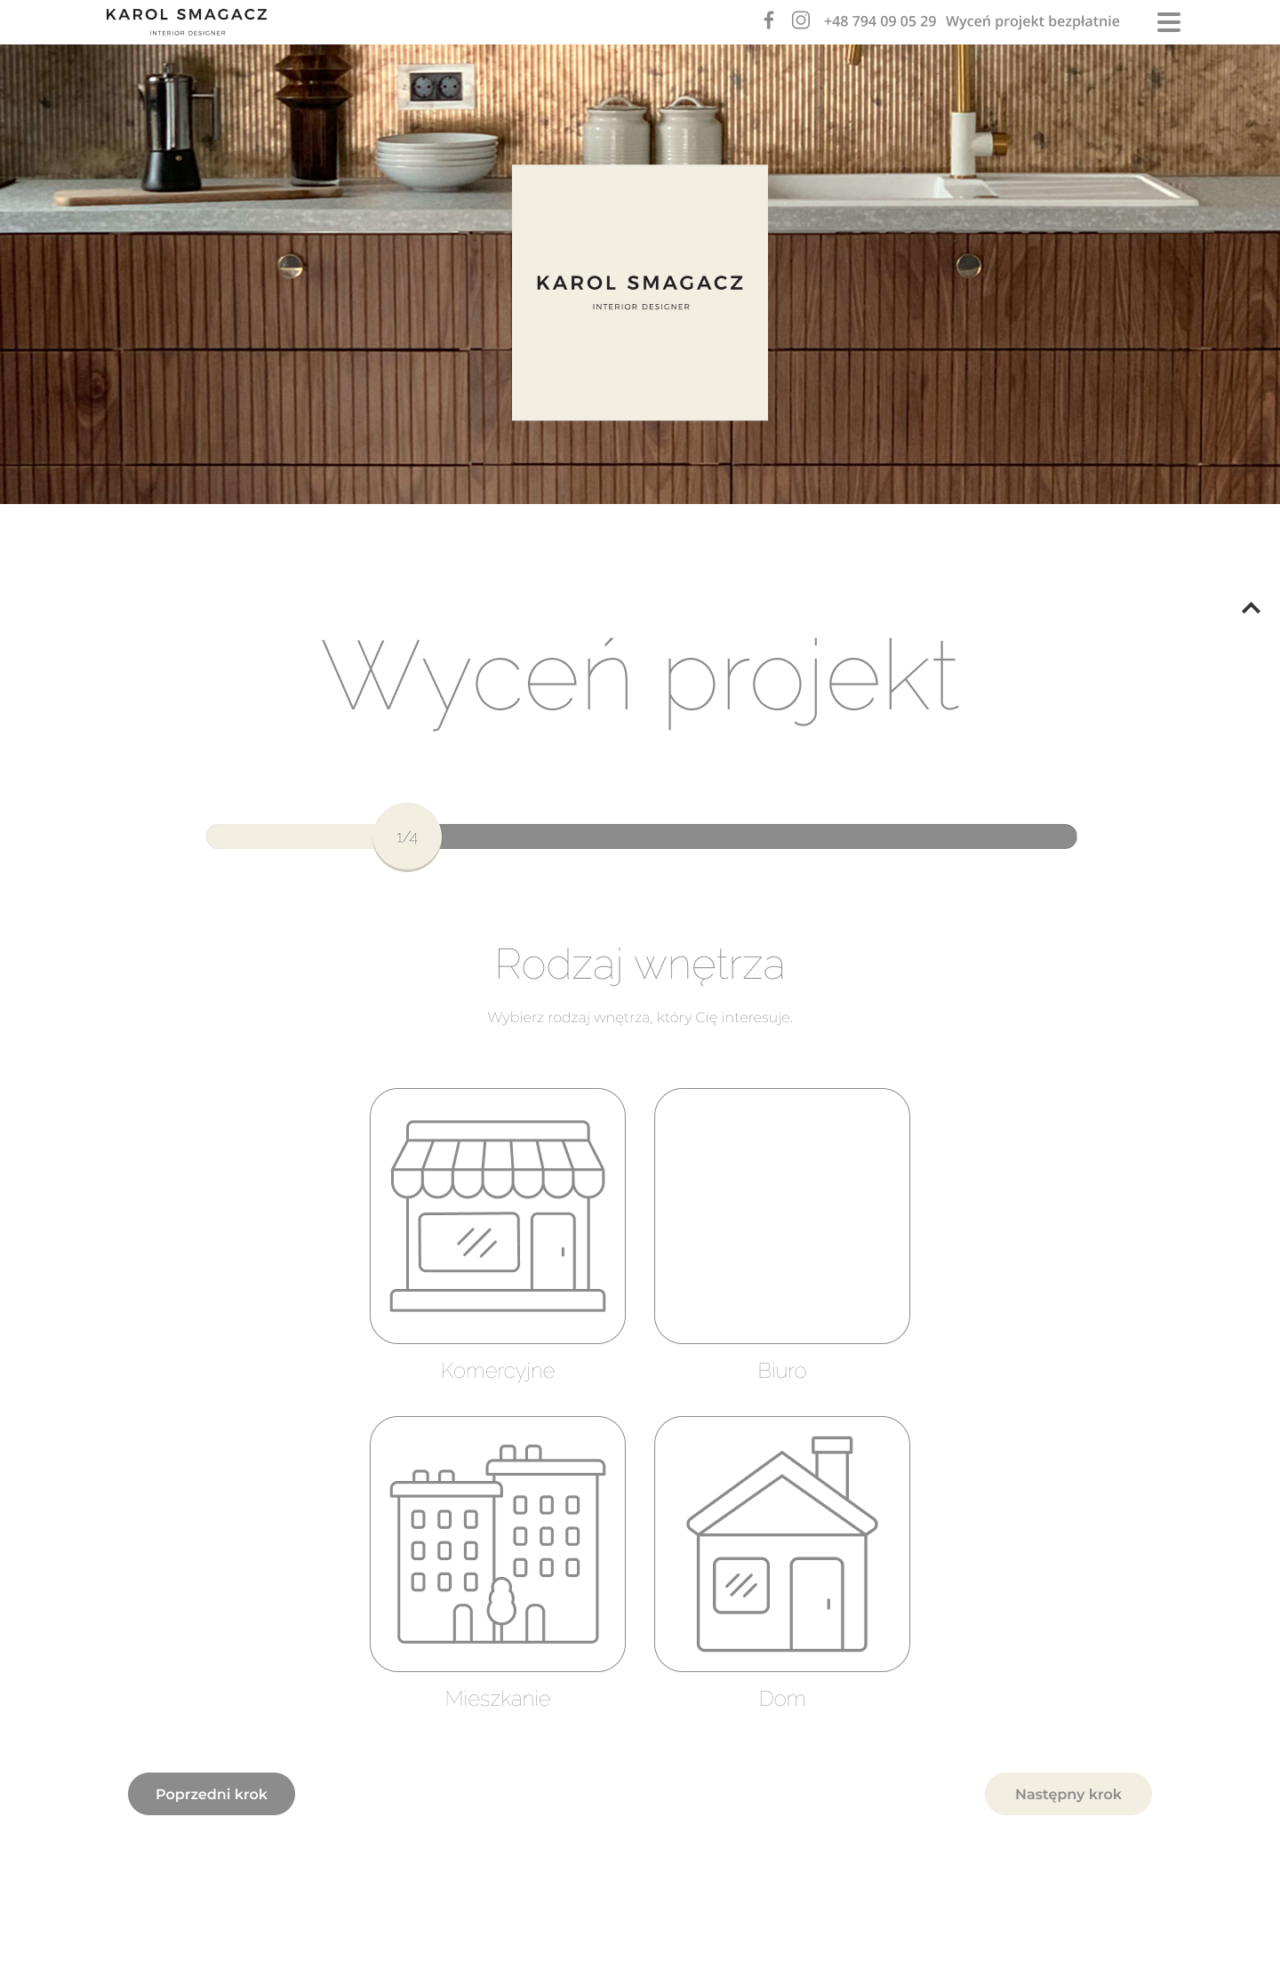 KAROL SMAGACZ
INTERIOR DESIGNER
+48 794 09 05 29 Wyceń projekt bezpłatnie
KAROL SMAGACZ
INTERIOR DESIGNER
Wyceń projekt
1/4
Rodzaj wnętrza
Wybierz rodzaj wnętrza, który Cię interesuje.
Komercyjne
Biuro
Mieszkanie
Dom
Poprzedni krok
Następny krok